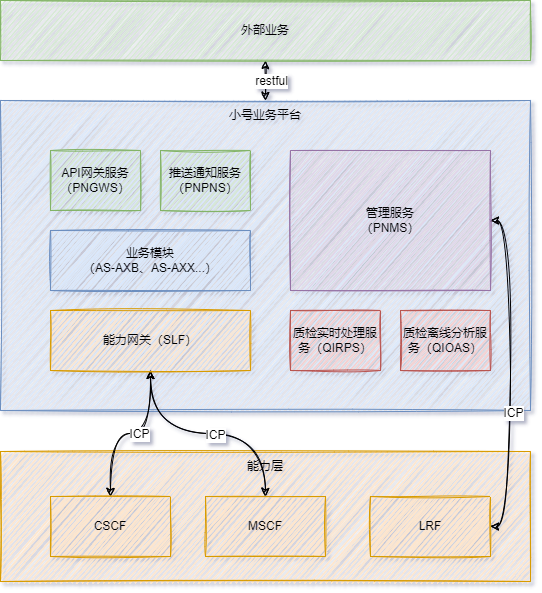 外部业务
restful
小号业务平台
API网关服务
（PNGWS）
推送通知服务
（PNPNS）
管理服务
（PNMS）
业务模块
（AS-AXB、AS-AXX...）
能力网关（SLF）
质检实时处理服
务（QIRPS）
质检离线分析服
务（QIOAS）
ICP
ICP
ICP
能力层
CSCF
MSCF
LRF